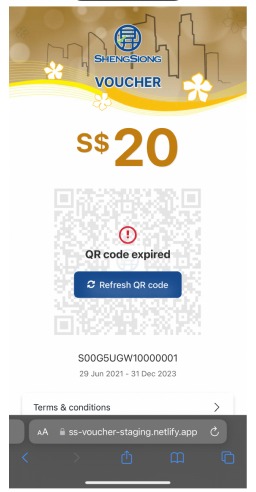 SHENGSIONG
VOUCHER
S$20
QR code expired
Refresh QR code
S00G5UGW10000001
29 Jun 2021 - 31 Dec 2023
Terms & conditions
AA ss-voucher-staging.netlify.app